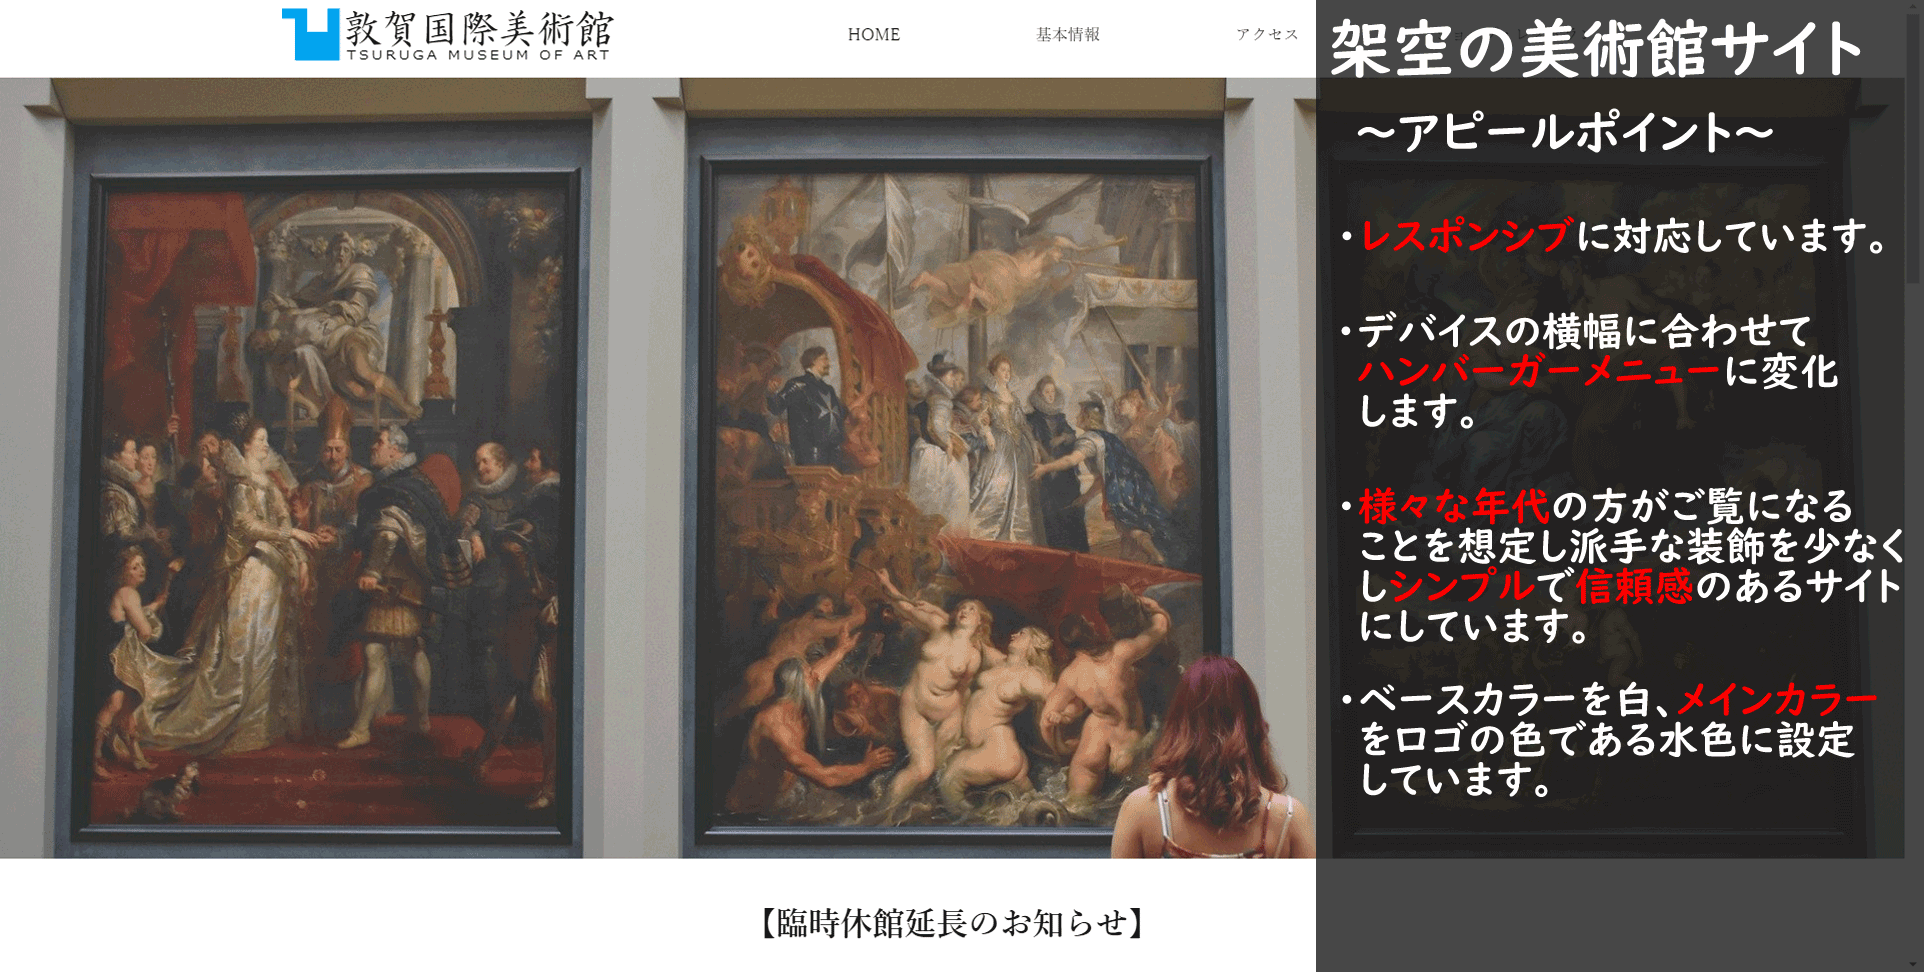 敦賀国際美術館
TSURUGA MUSEUM OF ART
HOME
基本情報
アクセス
架空の美術館サイト
～アピールポイント～
・レスポンシブに対応しています。
・デバイスの横幅に合わせて
ハンバーガーメニューに変化
します。
・様々な年代の方がご覧になる
ことを想定し派手な装飾を少なく
しシンプルで信頼感のあるサイト
にしています。
・ベースカラーを白、メインカラー
をロゴの色である水色に設定
しています。
【臨時休館延長のお知らせ】